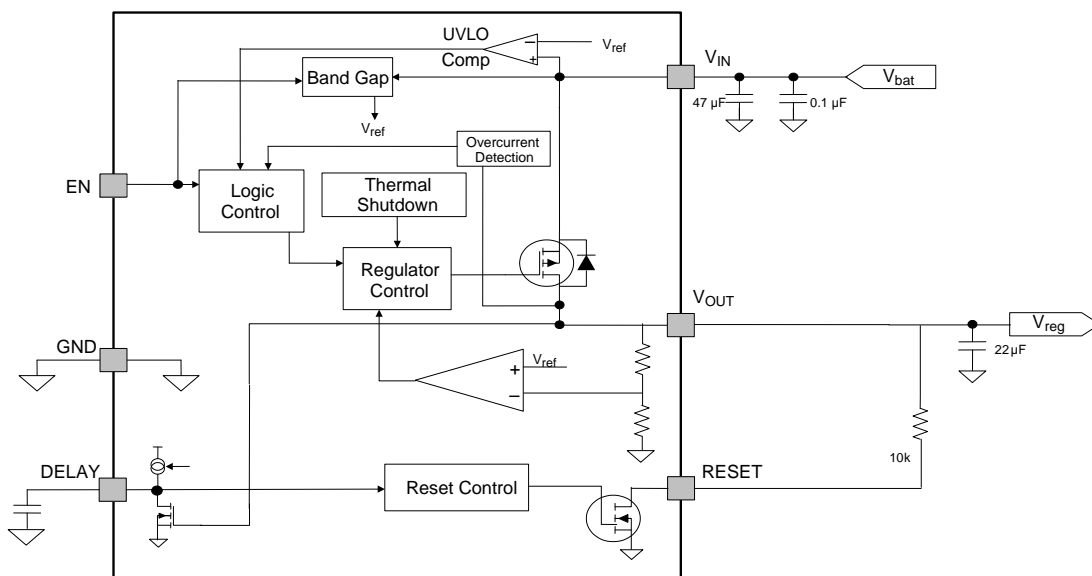 UVLO
Comp
−
+
Vref
VIN
Vbat
Band Gap
47 µF
0.1 µF
Vref
Overcurrent
Detection
EN
Logic
Control
Thermal
Shutdown
Regulator
Control
VOUT
Vreg
GND
22µF
Vref
+
−
DELAY
10k
RESET
Reset Control